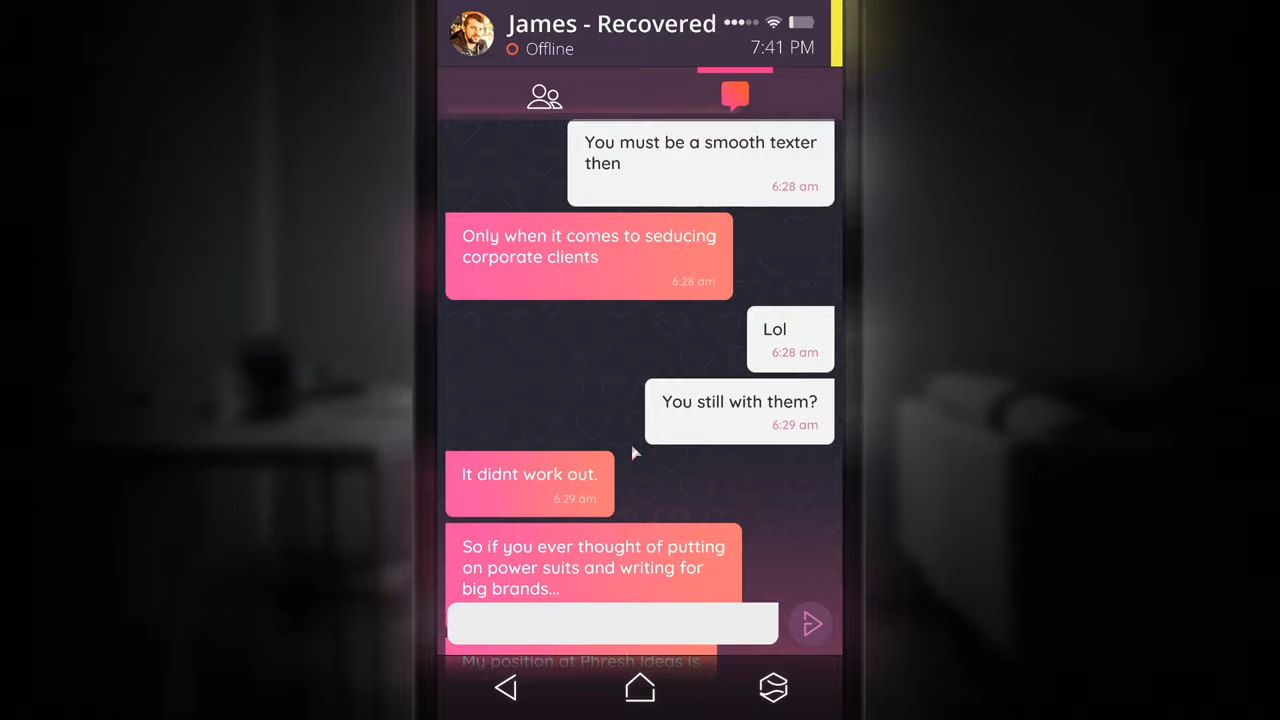 James - Recovered
Offline
7:41 PM
You must be a smooth texter
then
6:28 am
Only when it comes to seducing
corporate clients
6:28 am
Lol
6:28 am
You still with them?
6:29 am
It didnt work out.
6:29 am
So if you ever thought of putting
on power suits and writing for
big brands...
My position at Phresh Ideas is